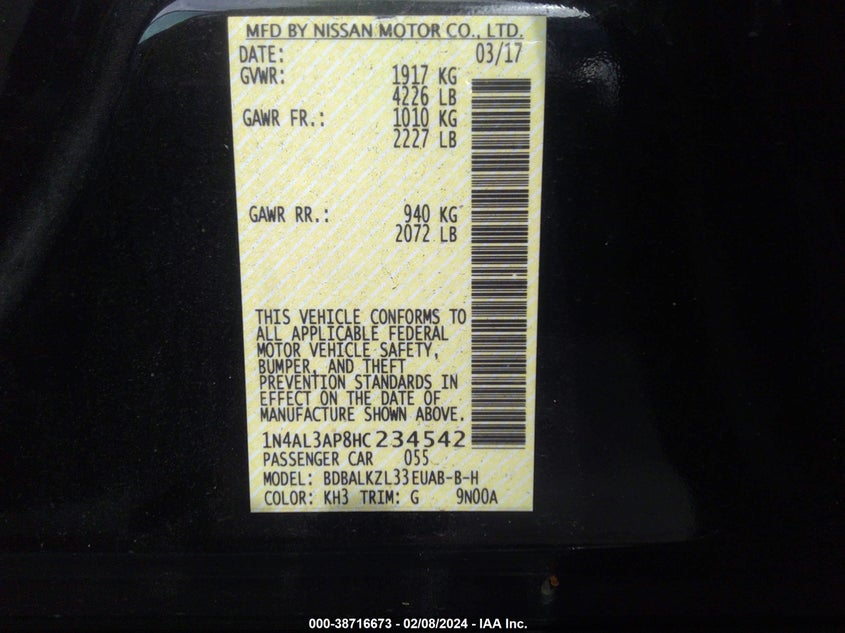 MFD BY NISSAN MOTOR CO., LTD.
DATE: 03/17
GVWR: 1917 KG
4226 LB
GAWR FR.: 1010 KG
2227 LB
GAWR RR.: 940 KG
2072 LB
THIS VEHICLE CONFORMS TO
ALL APPLICABLE FEDERAL
MOTOR VEHICLE SAFETY,
BUMPER, AND THEFT
PREVENTION STANDARDS IN
EFFECT ON THE DATE OF
MANUFACTURE SHOWN ABOVE.
1N4AL3AP8HC234542
PASSENGER CAR 055
MODEL: BDBALKZL33EUAB-B-H
COLOR: KH3 TRIM: G 9N00A
000-38716673 - 02/08/2024 - IAA Inc.